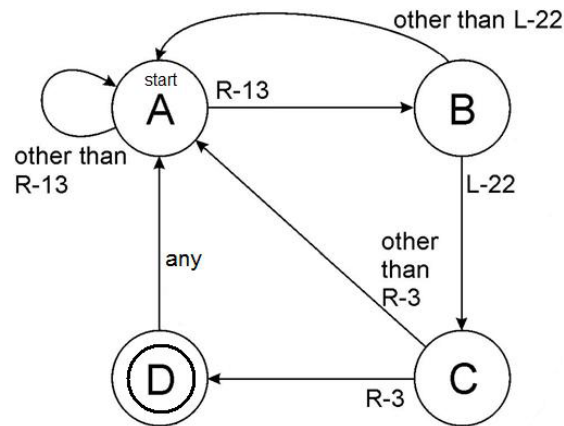 other than L-22
start
A
R-13
B
other than
R-13
L-22
any
other
than
R-3
D
R-3
C